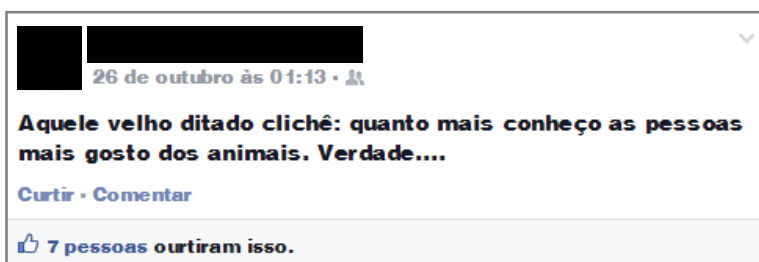 26 de outubro às 01:13 ·
Aquele velho ditado clichê: quanto mais conheço as pessoas
mais gosto dos animais. Verdade....
Curtir · Comentar
7 pessoas ourtiram isso.